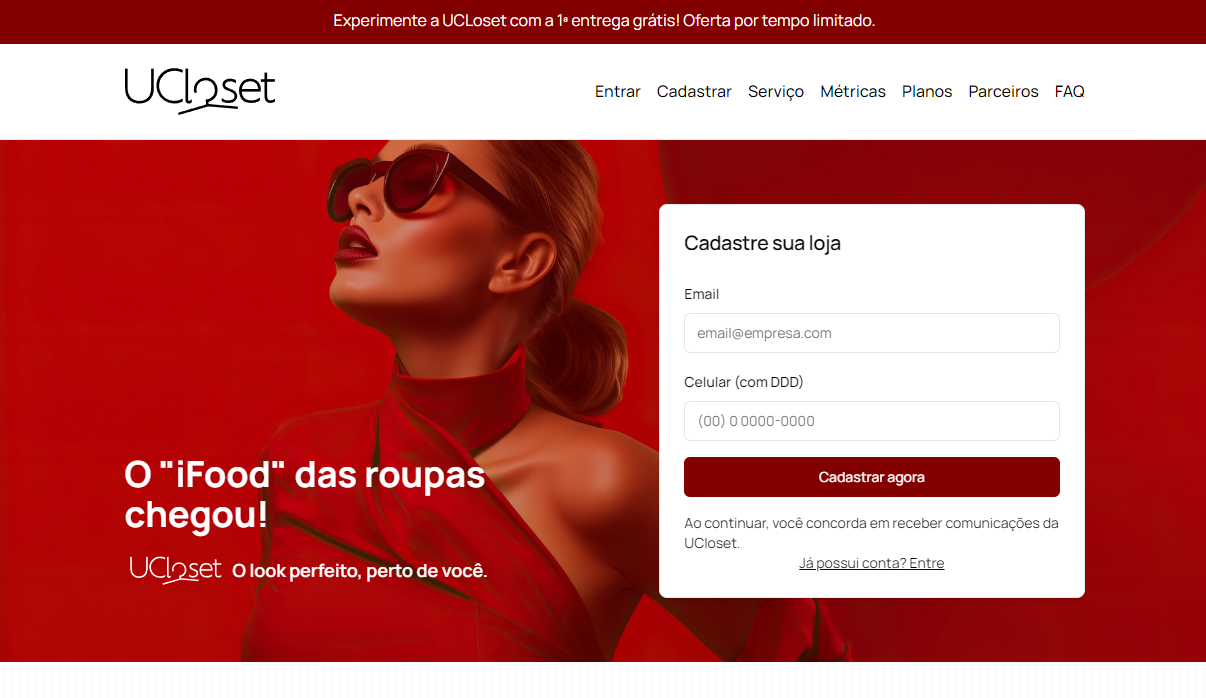 Experimente a UCLoset com a 1ª entrega grátis! Oferta por tempo limitado.
UCloset
Entrar Cadastrar Serviço Métricas Planos Parceiros FAQ
O "iFood" das roupas
chegou!
UCloset O look perfeito, perto de você.
Cadastre sua loja
Email
email@empresa.com
Celular (com DDD)
(00) 0 0000-0000
Cadastrar agora
Ao continuar, você concorda em receber comunicações da
UCloset.
Já possui conta? Entre